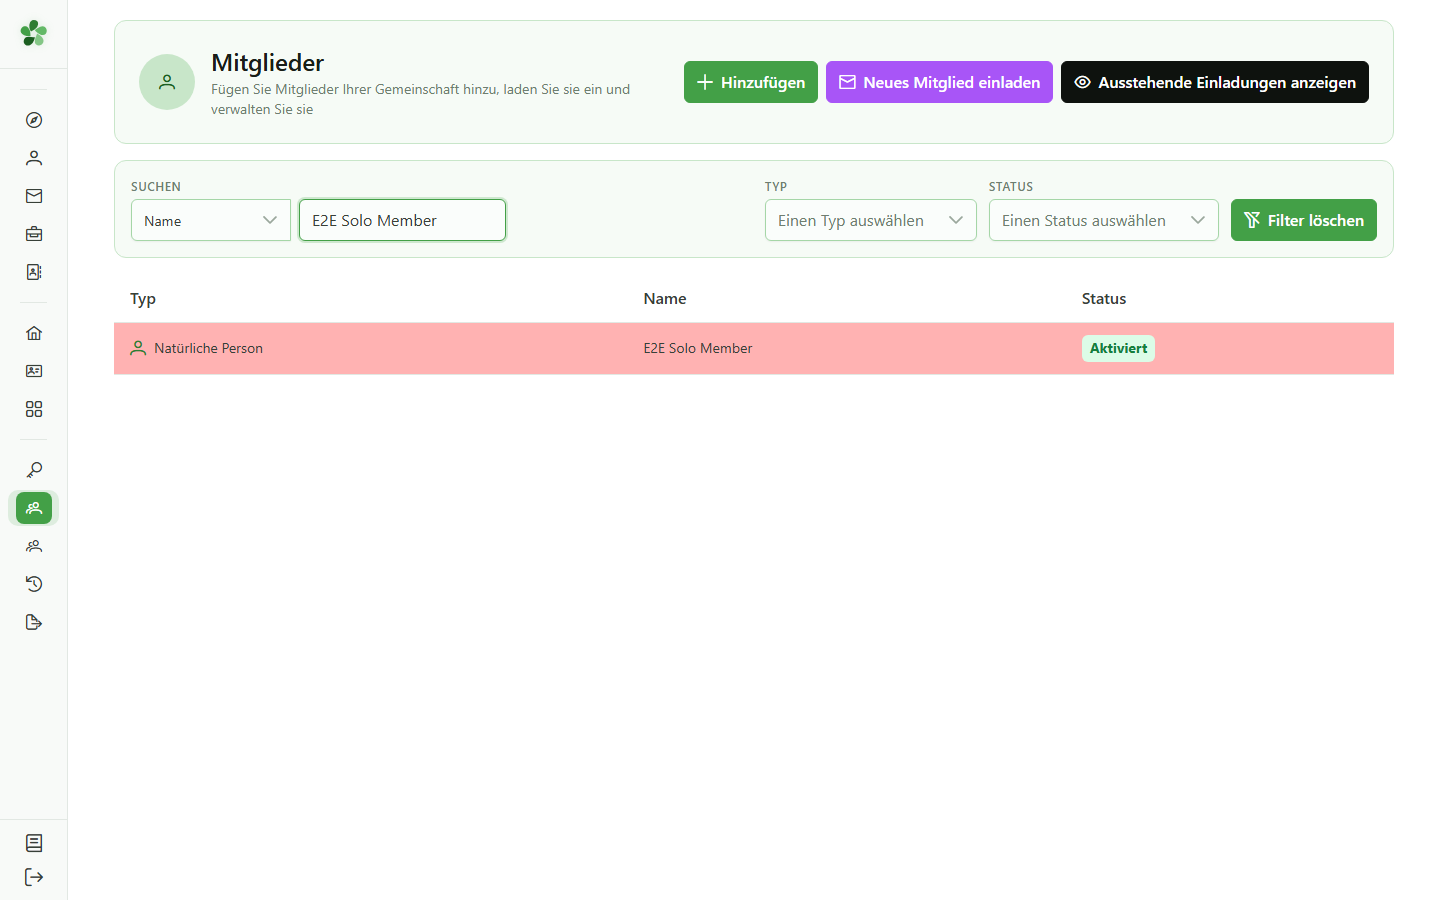 Mitglieder
Fügen Sie Mitglieder Ihrer Gemeinschaft hinzu, laden Sie sie ein und
verwalten Sie sie
Hinzufügen
Neues Mitglied einladen
Ausstehende Einladungen anzeigen
SUCHEN
TYP
STATUS
Name
E2E Solo Member
Einen Typ auswählen
Einen Status auswählen
Filter löschen
Typ
Name
Status
Natürliche Person
E2E Solo Member
Aktiviert